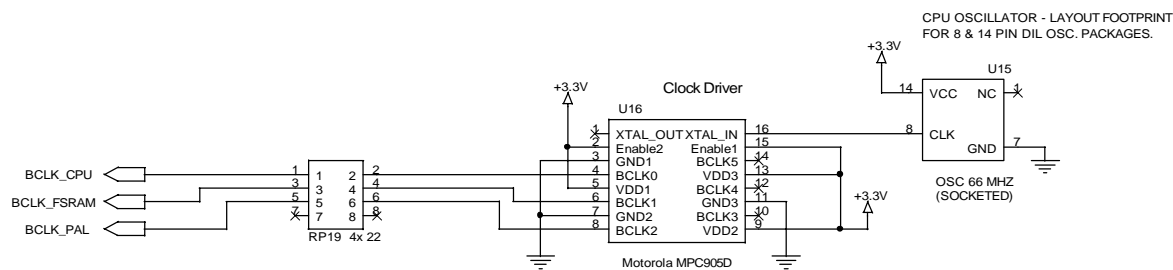 CPU OSCILLATOR - LAYOUT FOOTPRINT
FOR 8 & 14 PIN DIL OSC. PACKAGES.
+3.3V
U15
14 VCC NC 1
8 CLK
GND 7
OSC 66 MHZ
(SOCKETED)
+3.3V
Clock Driver
U16
1 XTAL_OUT XTAL_IN 16
2 Enable2 Enable1 15
3 GND1 BCLK5 14
4 BCLK0 VDD3 13
5 VDD1 BCLK4 12
6 BCLK1 GND3 11
7 GND2 BCLK3 10
8 BCLK2 VDD2 9
+3.3V
Motorola MPC905D
BCLK_CPU 1 1 2 2
BCLK_FSRAM 3 3 4 4
BCLK_PAL 5 5 6 6
7 7 8 8
RP19 4x 22